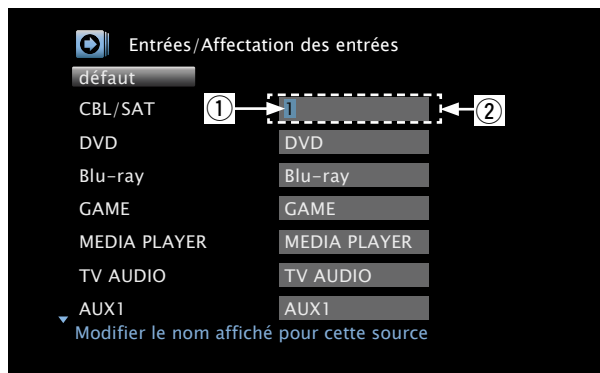 Entrées/Affectation des entrées
défaut
CBL/SAT ① 1 ②
DVD DVD
Blu-ray Blu-ray
GAME GAME
MEDIA PLAYER MEDIA PLAYER
TV AUDIO TV AUDIO
AUX1 AUX1
Modifier le nom affiché pour cette source